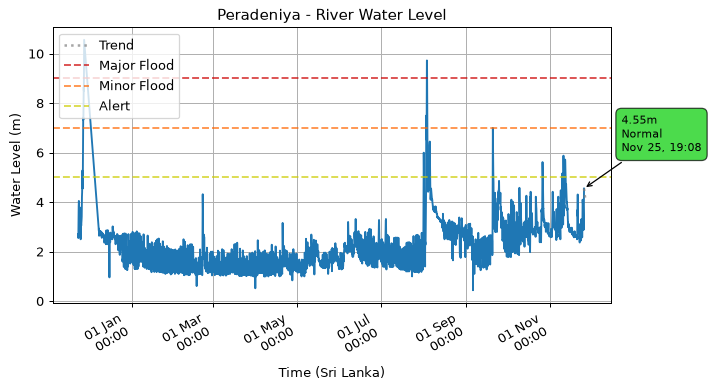 Peradeniya - River Water Level
Trend
Major Flood
Minor Flood
Alert
4.55m
Normal
Nov 25, 19:08
Water Level (m)
10
8
6
4
2
0
01 Jan
00:00
01 Mar
00:00
01 May
00:00
01 Jul
00:00
01 Sep
00:00
01 Nov
00:00
Time (Sri Lanka)